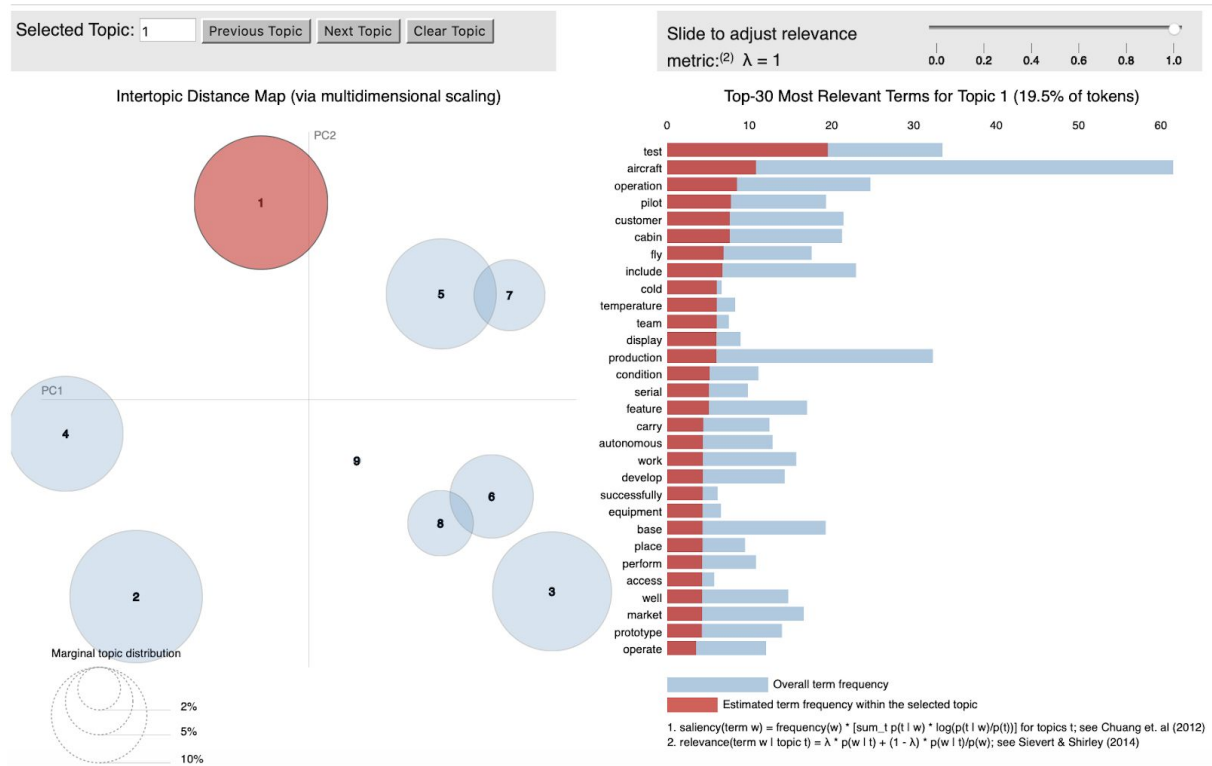 Selected Topic: 1 Previous Topic Next Topic Clear Topic
Slide to adjust relevance
metric:(2) λ = 1
0.0 0.2 0.4 0.6 0.8 1.0
Intertopic Distance Map (via multidimensional scaling)
PC2
PC1
1
5
7
4
9
6
8
2
3
Marginal topic distribution
2%
5%
10%
Top-30 Most Relevant Terms for Topic 1 (19.5% of tokens)
0 10 20 30 40 50 60
test
aircraft
operation
pilot
customer
cabin
fly
include
cold
temperature
team
display
production
condition
serial
feature
carry
autonomous
work
develop
successfully
equipment
base
place
perform
access
well
market
prototype
operate
Overall term frequency
Estimated term frequency within the selected topic
1. saliency(term w) = frequency(w) * [sum_t p(t | w) * log(p(t | w)/p(t))] for topics t; see Chuang et. al (2012)
2. relevance(term w | topic t) = λ * p(w | t) + (1 - λ) * p(w | t)/p(w); see Sievert & Shirley (2014)